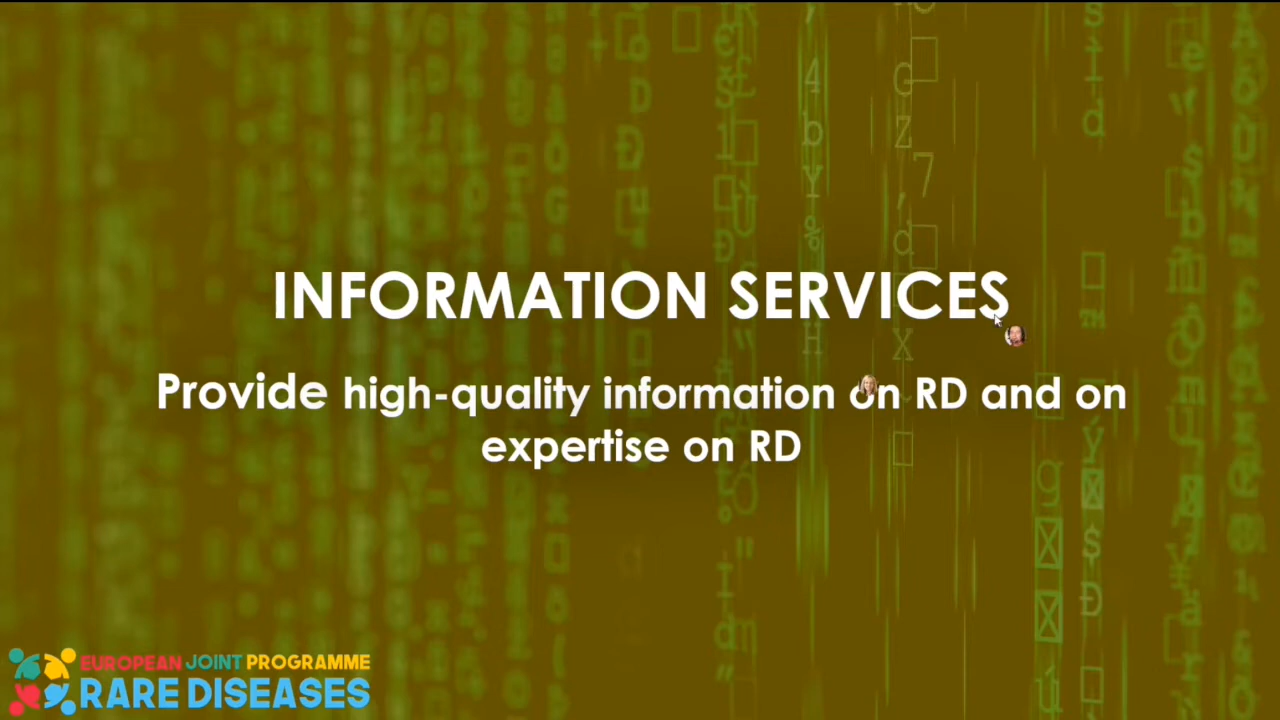 INFORMATION SERVICES
Provide high-quality information on RD and on
expertise on RD
EUROPEAN JOINT PROGRAMME
RARE DISEASES